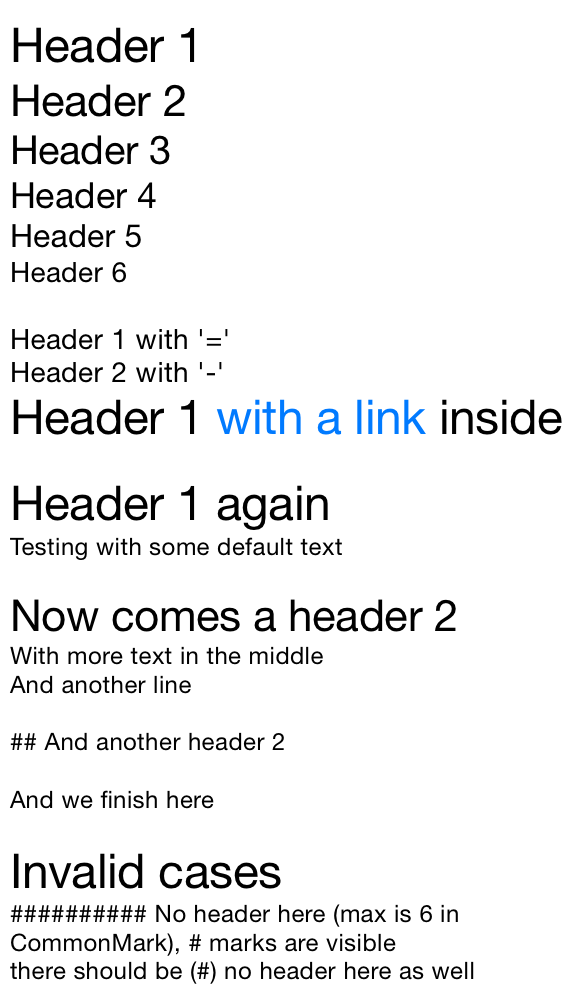 Header 1
Header 2
Header 3
Header 4
Header 5
Header 6
Header 1 with '='
Header 2 with '-'
Header 1 with a link inside
Header 1 again
Testing with some default text
Now comes a header 2
With more text in the middle
And another line
## And another header 2
And we finish here
Invalid cases
########## No header here (max is 6 in
CommonMark), # marks are visible
there should be (#) no header here as well